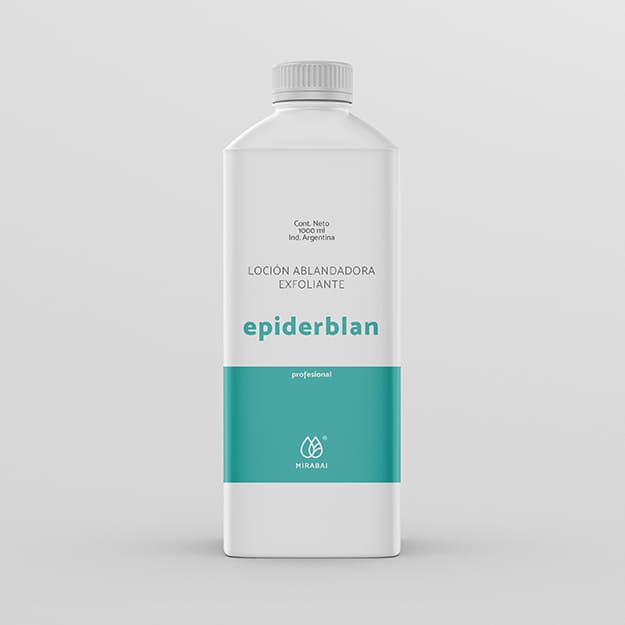 Cont. Neto
1000 ml
Ind. Argentina
LOCIÓN ABLANDADORA
EXFOLIANTE
epiderblan
profesional
®
MIRABAI